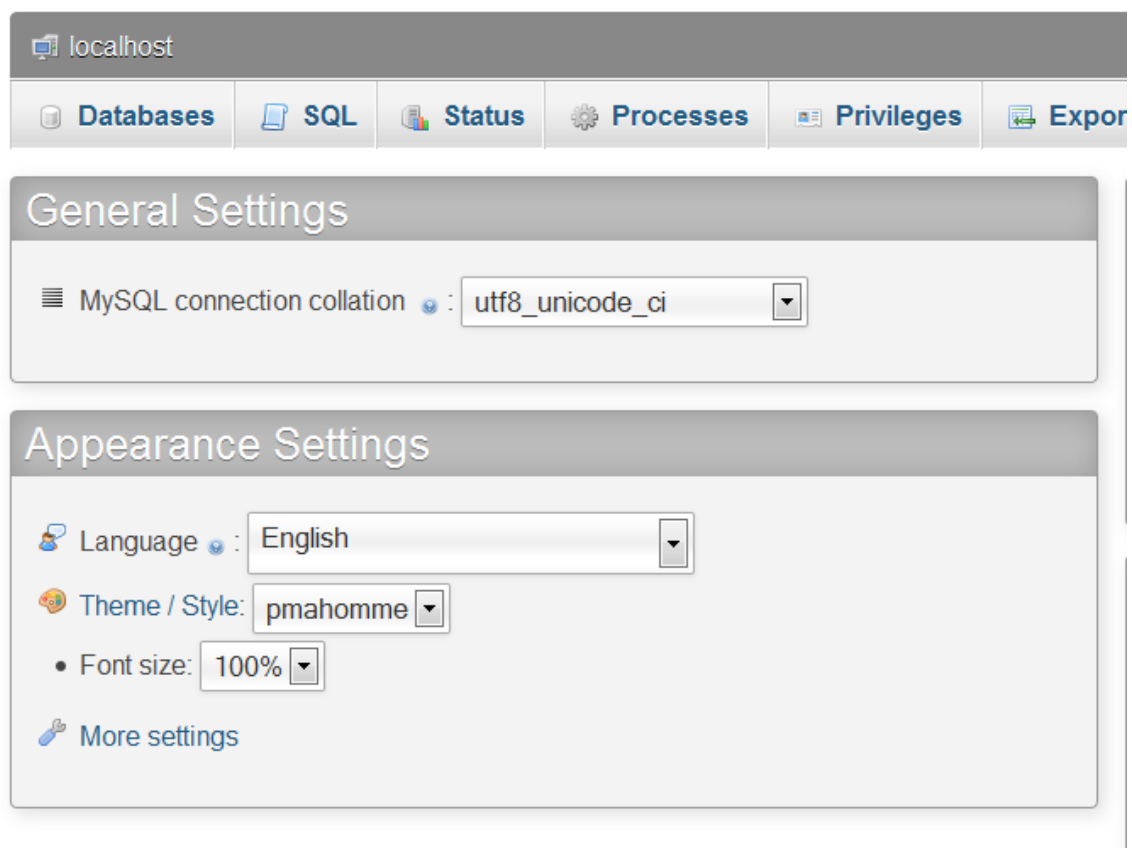 localhost
Databases SQL Status Processes Privileges Expor
General Settings
MySQL connection collation : utf8_unicode_ci
Appearance Settings
Language : English
Theme / Style: pmahomme
• Font size: 100%
More settings